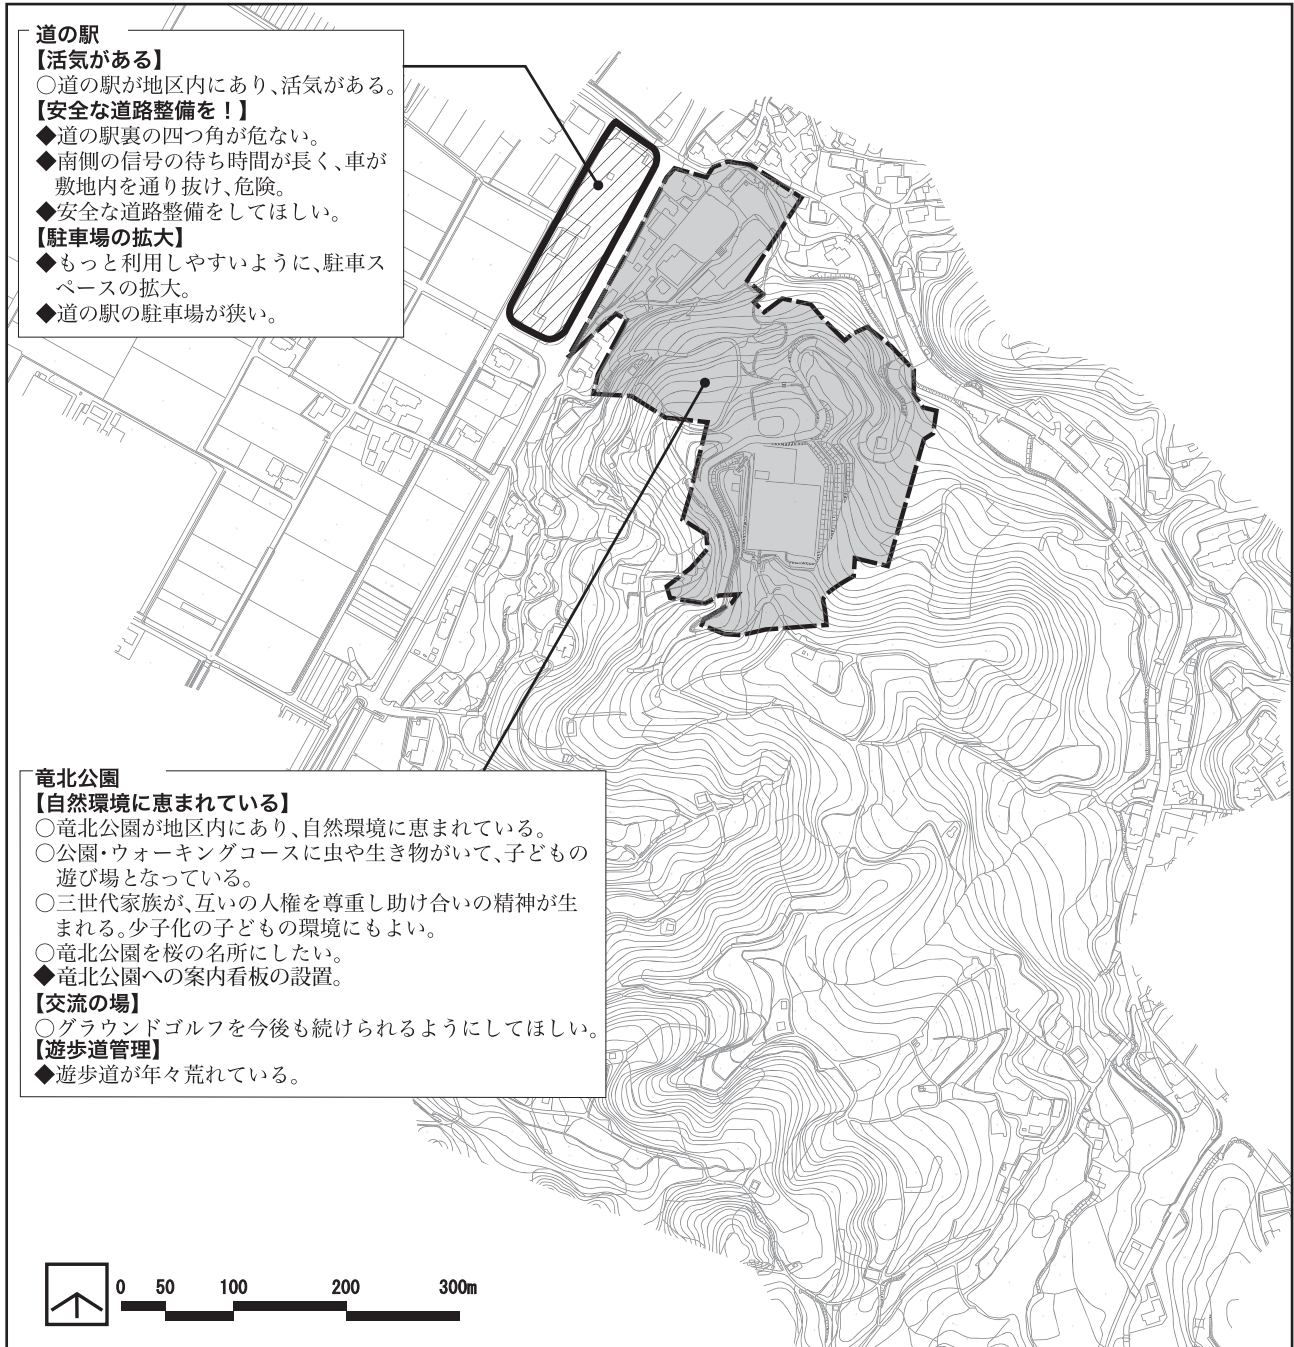 道の駅
【活気がある】
○道の駅が地区内にあり、活気がある。
【安全な道路整備を！】
◆道の駅裏の四つ角が危ない。
◆南側の信号の待ち時間が長く、車が
敷地内を通り抜け、危険。
◆安全な道路整備をしてほしい。
【駐車場の拡大】
◆もっと利用しやすいように、駐車ス
ペースの拡大。
◆道の駅の駐車場が狭い。
竜北公園
【自然環境に恵まれている】
○竜北公園が地区内にあり、自然環境に恵まれている。
○公園・ウォーキングコースに虫や生き物がいて、子どもの
遊び場となっている。
○三世代家族が、互いの人権を尊重し助け合いの精神が生
まれる。少子化の子どもの環境にもよい。
○竜北公園を桜の名所にしたい。
◆竜北公園への案内看板の設置。
【交流の場】
○グラウンドゴルフを今後も続けられるようにしてほしい。
【遊歩道管理】
◆遊歩道が年々荒れている。
0 50 100 200 300m